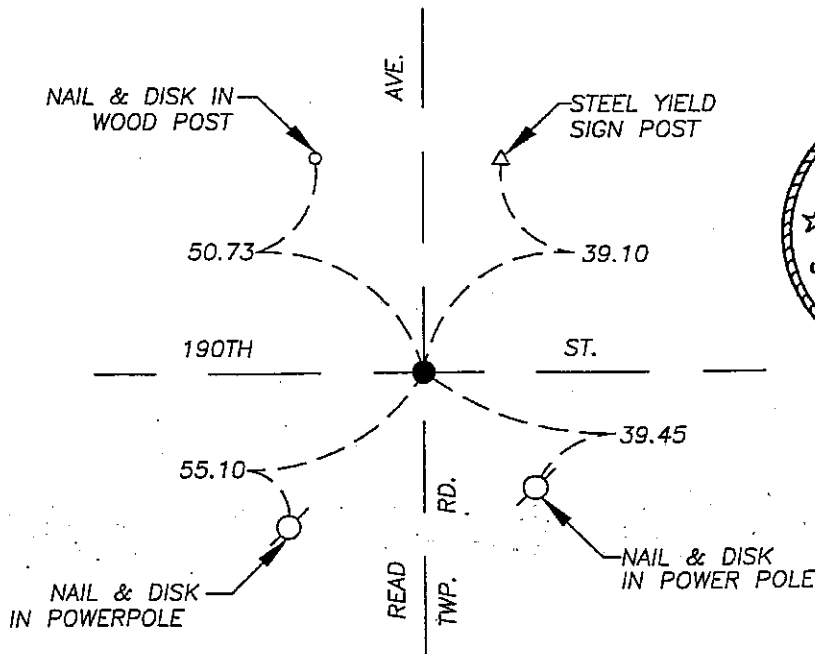 AVE.
NAIL & DISK IN
WOOD POST
STEEL YIELD
SIGN POST
50.73
39.10
190TH
ST.
39.45
55.10
RD.
NAIL & DISK
IN POWERPOLE
READ
TWP.
NAIL & DISK
IN POWER POLE